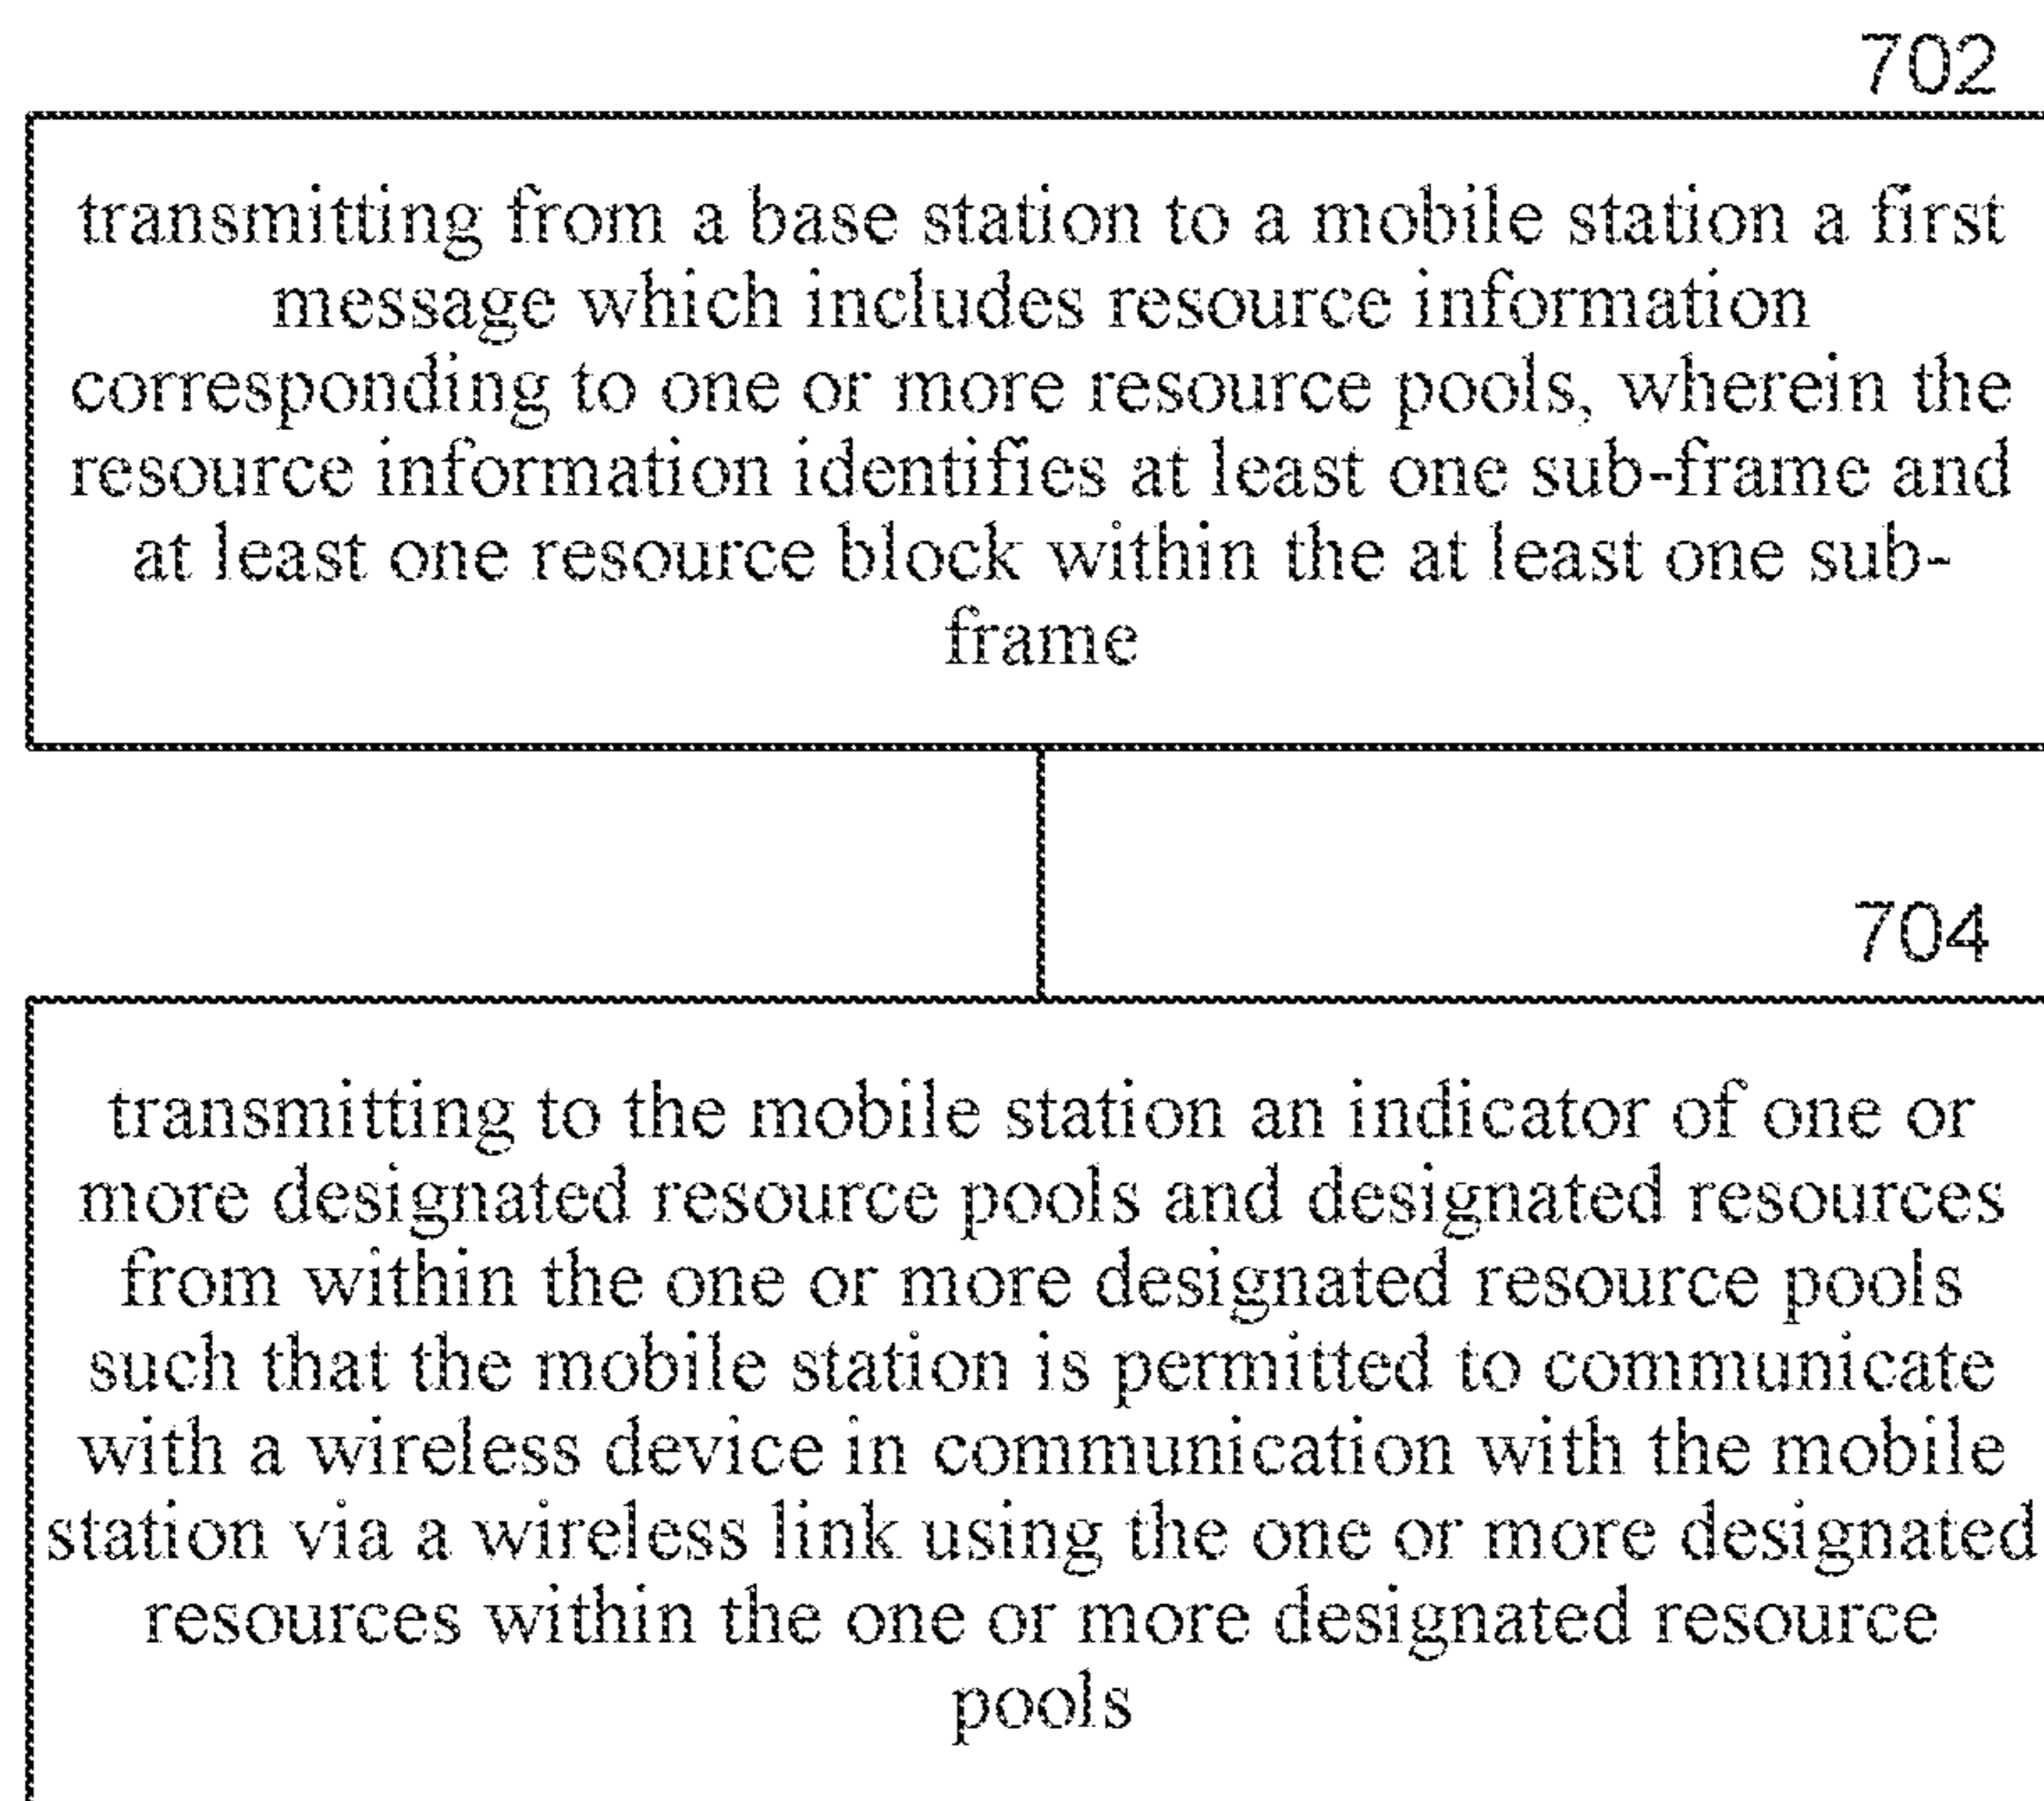 702
transmitting from a base station to a mobile station a first
message which includes resource information
corresponding to one or more resource pools, wherein the
resource information identifies at least one sub-frame and
at least one resource block within the at least one sub-
frame
704
transmitting to the mobile station an indicator of one or
more designated resource pools and designated resources
from within the one or more designated resource pools
such that the mobile station is permitted to communicate
with a wireless device in communication with the mobile
station via a wireless link using the one or more designated
resources within the one or more designated resource
pools